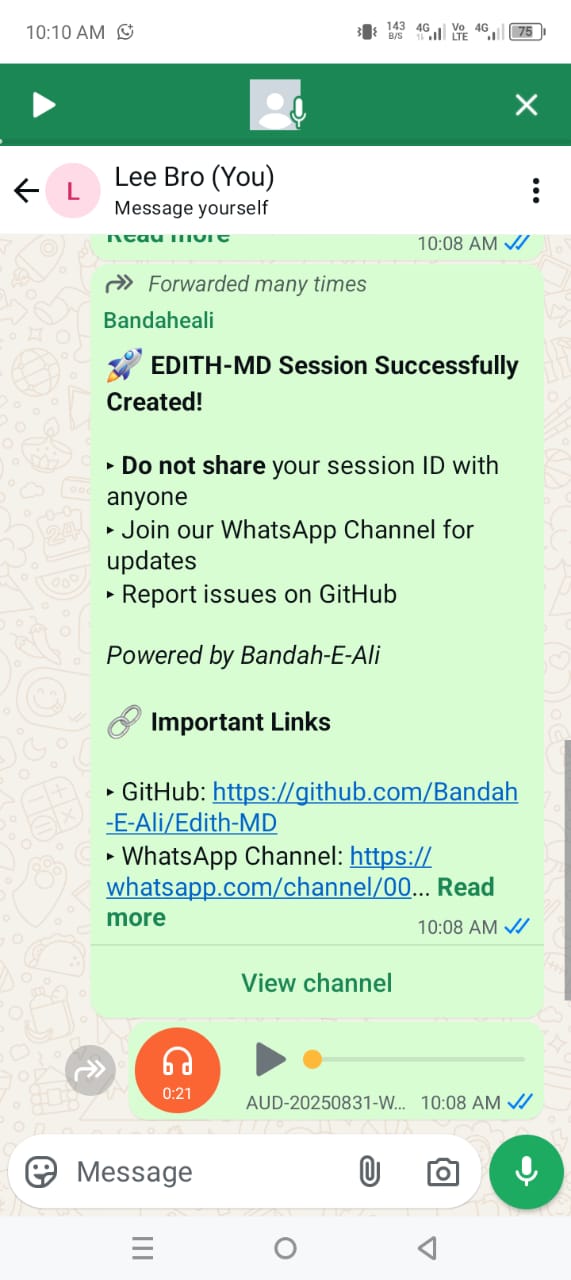 10:10 AM
143 B/S 4G Vo LTE 4G 75
L
Lee Bro (You)
Message yourself
Read more
10:08 AM
Forwarded many times
Bandaheali
🚀 EDITH-MD Session Successfully
Created!
‣ Do not share your session ID with
anyone
‣ Join our WhatsApp Channel for
updates
‣ Report issues on GitHub
Powered by Bandah-E-Ali
🔗 Important Links
‣ GitHub: https://github.com/Bandah
-E-Ali/Edith-MD
‣ WhatsApp Channel: https://
whatsapp.com/channel/00... Read
more
10:08 AM
View channel
0:21
AUD-20250831-W... 10:08 AM
Message